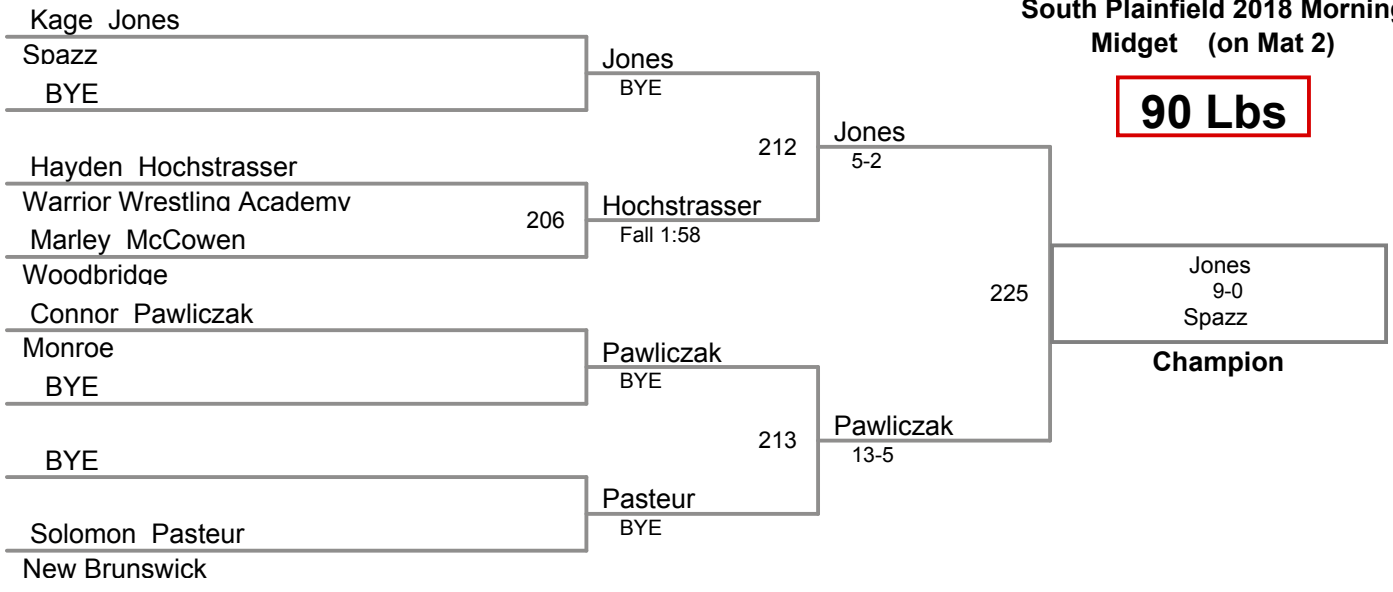 South Plainfield 2018 Morning
Midget (on Mat 2)
90 Lbs
Kage Jones
Spazz
BYE
Hayden Hochstrasser
Warrior Wrestling Academy
206
Marley McCowen
Woodbridge
Connor Pawliczak
Monroe
BYE
BYE
Solomon Pasteur
New Brunswick
Jones
BYE
212
Hochstrasser
Fall 1:58
Pawliczak
BYE
213
Pasteur
BYE
Jones
5-2
225
Pawliczak
13-5
Jones
9-0
Spazz
Champion